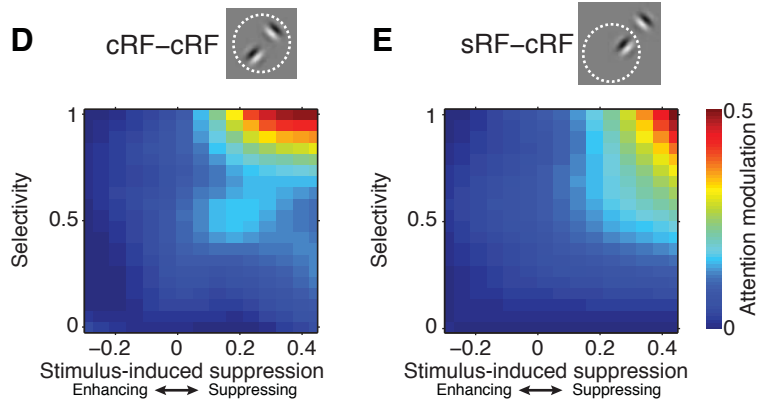 D
cRF–cRF
E
sRF–cRF
1
0.5
0
Selectivity
−0.2 0 0.2 0.4
Stimulus-induced suppression
Enhancing ↔ Suppressing
1
0.5
0
Selectivity
−0.2 0 0.2 0.4
Stimulus-induced suppression
Enhancing ↔ Suppressing
0.5
0
Attention modulation